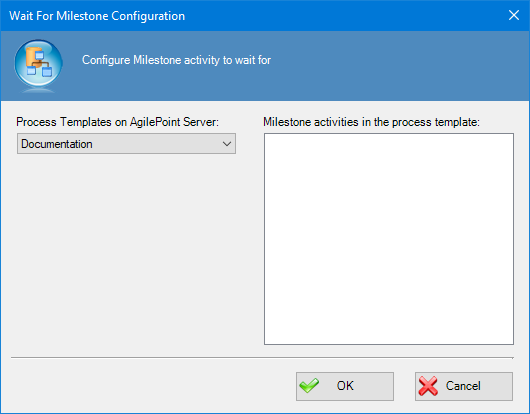 Wait For Milestone Configuration
Configure Milestone activity to wait for
Process Templates on AgilePoint Server:
Documentation
Milestone activities in the process template:
OK
Cancel